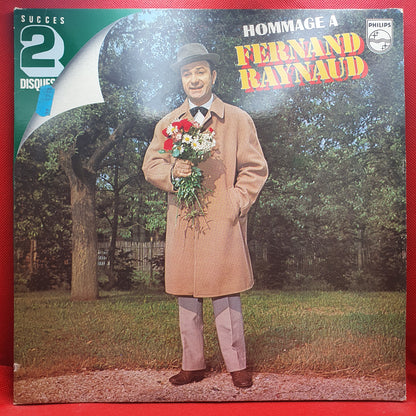 SUCCES
2
DISQUES
HOMMAGE A
FERNAND
RAYNAUD
PHILIPS